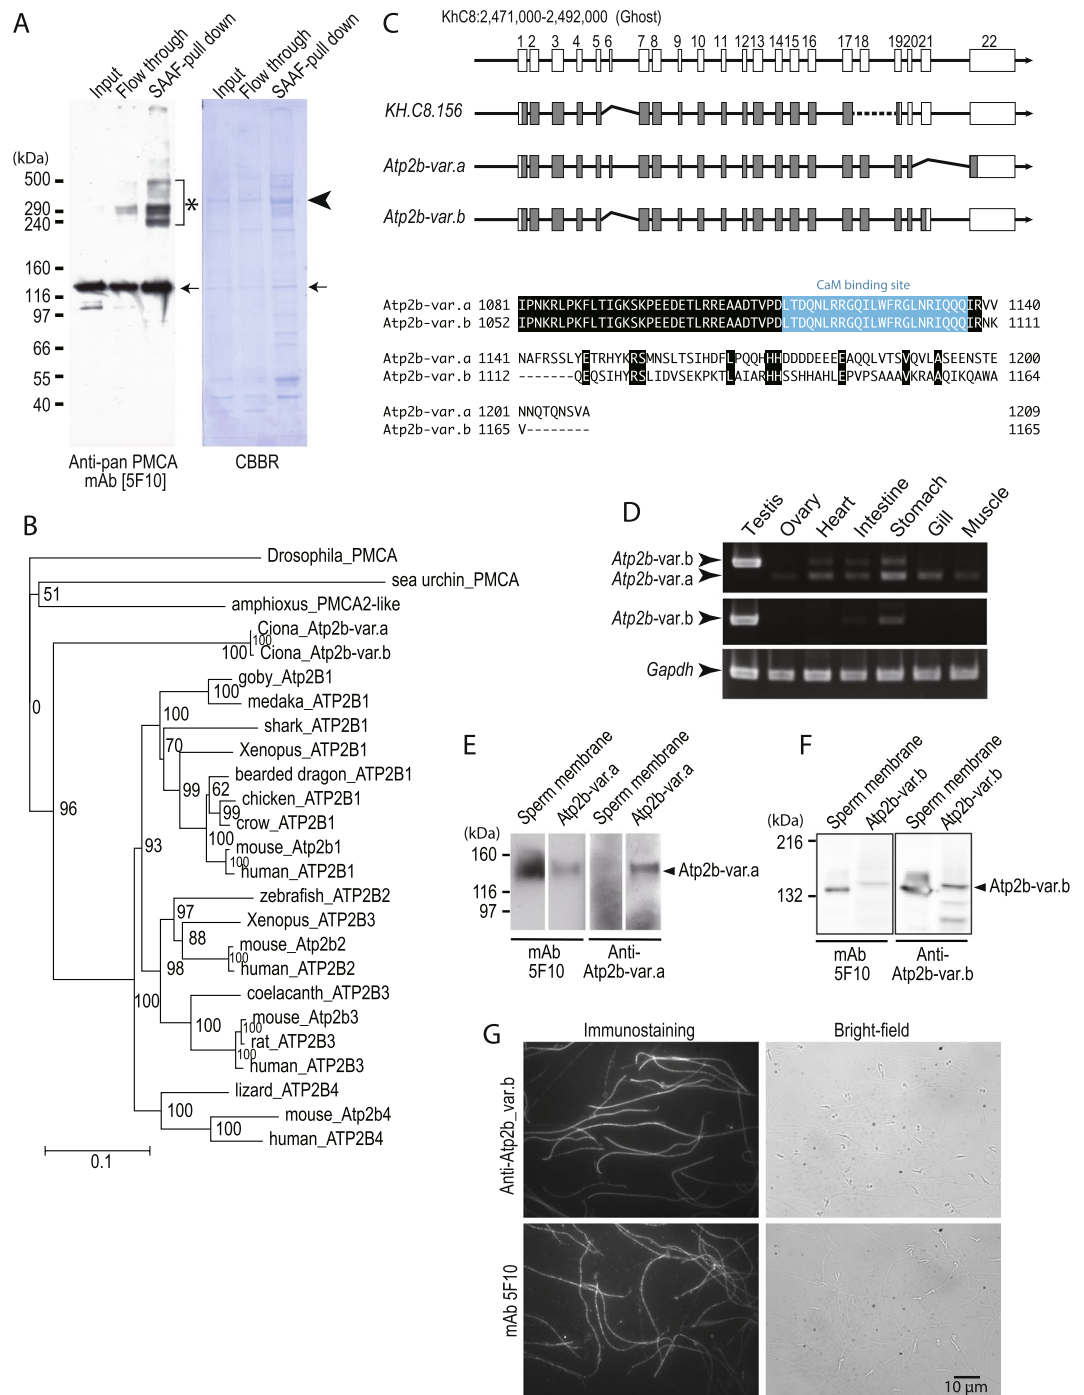 A
Input
Flow through
SAAF-pull down
Input
Flow through
SAAF-pull down
(kDa)
500
290
240
160
116
97
66
55
40
*
Anti-pan PMCA
mAb [5F10]
CBBR
B
Drosophila_PMCA
sea urchin_PMCA
51
amphioxus_PMCA2-like
Ciona_Atp2b-var.a
100
100
Ciona_Atp2b-var.b
goby_Atp2B1
100
medaka_ATP2B1
0
100
shark_ATP2B1
70
Xenopus_ATP2B1
bearded dragon_ATP2B1
99
62
chicken_ATP2B1
96
99
crow_ATP2B1
100
93
mouse_Atp2b1
100
human_ATP2B1
zebrafish_ATP2B2
97
Xenopus_ATP2B3
88
mouse_Atp2b2
100
98
human_ATP2B2
coelacanth_ATP2B3
100
mouse_Atp2b3
100
100
rat_ATP2B3
100
human_ATP2B3
lizard_ATP2B4
100
mouse_Atp2b4
100
human_ATP2B4
0.1
C
KhC8:2,471,000-2,492,000 (Ghost)
1 2 3 4 5 6 7 8 9 10 11 12 13 14 15 16 17 18 19 20 21 22
KH.C8.156
Atp2b-var.a
Atp2b-var.b
CaM binding site
Atp2b-var.a 1081 IPNKRLPKFLTIGKSKPEEDETLRREAADTVPDLTDQNLRRGQILWFRGLNRIQQQIRVV 1140
Atp2b-var.b 1052 IPNKRLPKFLTIGKSKPEEDETLRREAADTVPDLTDQNLRRGQILWFRGLNRIQQQIRNK 1111
Atp2b-var.a 1141 NAFRSSLYETRHYKRSMNSLTSIHDFLPQQHHHDDDDEEEEAQQLVTSVQVLASEENSTE 1200
Atp2b-var.b 1112 -------QEQSIHYRSLIDVSEKPKTLAIARHHSSHHAHLEPVPSAAAVKRAAQIKQAWA 1164
Atp2b-var.a 1201 NNQTQNSVA 1209
Atp2b-var.b 1165 V-------- 1165
D
Testis
Ovary
Heart
Intestine
Stomach
Gill
Muscle
Atp2b-var.b
Atp2b-var.a
Atp2b-var.b
Gapdh
E
Sperm membrane
Atp2b-var.a
Sperm membrane
Atp2b-var.a
(kDa)
160
116
97
Atp2b-var.a
mAb
5F10
Anti-
Atp2b-var.a
F
Sperm membrane
Atp2b-var.b
Sperm membrane
Atp2b-var.b
(kDa)
216
132
Atp2b-var.b
mAb
5F10
Anti-
Atp2b-var.b
G
Immunostaining
Bright-field
Anti-Atp2b_var.b
mAb 5F10
10 µm